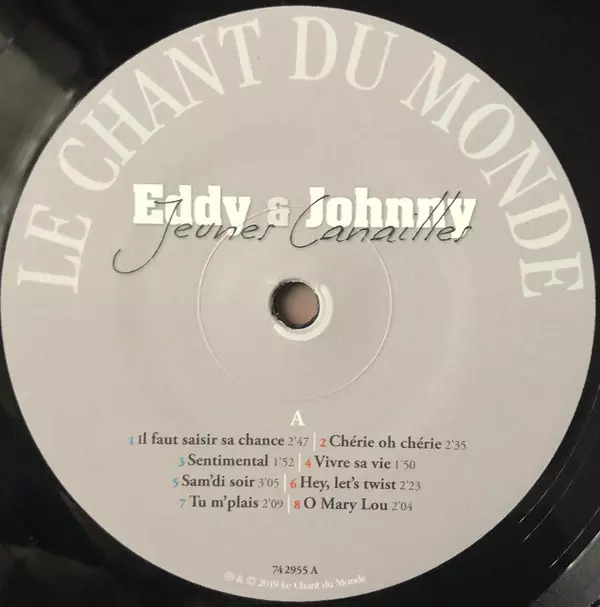 LE CHANT DU MONDE
Eddy & Johnny
Jeunes Canailles
A
1 Il faut saisir sa chance 2'47 | 2 Chérie oh chérie 2'35
3 Sentimental 1'52 | 4 Vivre sa vie 1'50
5 Sam'di soir 3'05 | 6 Hey, let's twist 2'23
7 Tu m'plais 2'09 | 8 O Mary Lou 2'04
74 2955 A
℗ & © 2019 Le Chant du Monde